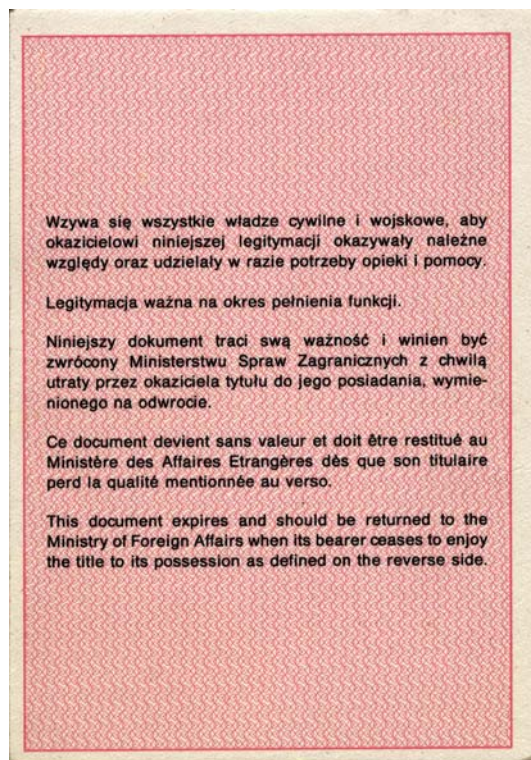 Wzywa się wszystkie władze cywilne i wojskowe, aby
okazicielowi niniejszej legitymacji okazywały należne
względy oraz udzielały w razie potrzeby opieki i pomocy.
Legitymacja ważna na okres pełnienia funkcji.
Niniejszy dokument traci swą ważność i winien być
zwrócony Ministerstwu Spraw Zagranicznych z chwilą
utraty przez okaziciela tytułu do jego posiadania, wymie-
nionego na odwrocie.
Ce document devient sans valeur et doit être restitué au
Ministère des Affaires Etrangères dès que son titulaire
perd la qualité mentionnée au verso.
This document expires and should be returned to the
Ministry of Foreign Affairs when its bearer ceases to enjoy
the title to its possession as defined on the reverse side.